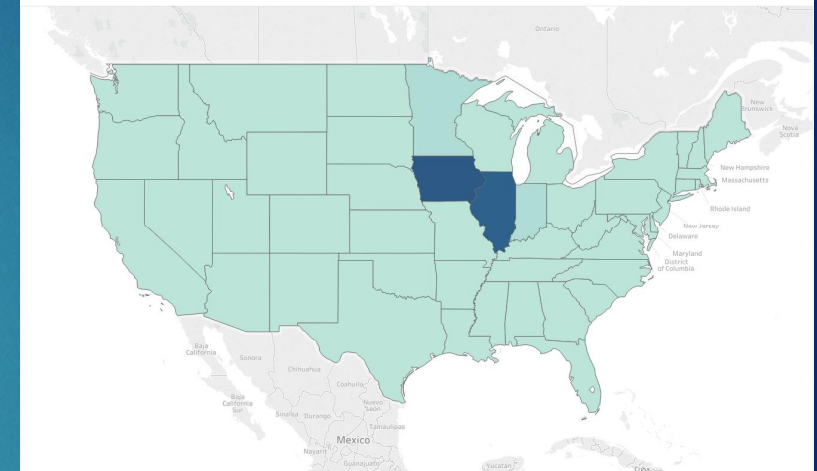 Ontario
New
Brunswick
Nova
Scotia
New Hampshire
Massachusetts
Rhode Island
New Jersey
Delaware
Maryland
District
of Columbia
Baja
California
Sonora
Chihuahua
Coahuila
Baja
California
Sur
Nuevo
León
Sinaloa
Durango
Tamaulipas
Mexico
Nayarit
Guanajuato
Yucatán
Cuba